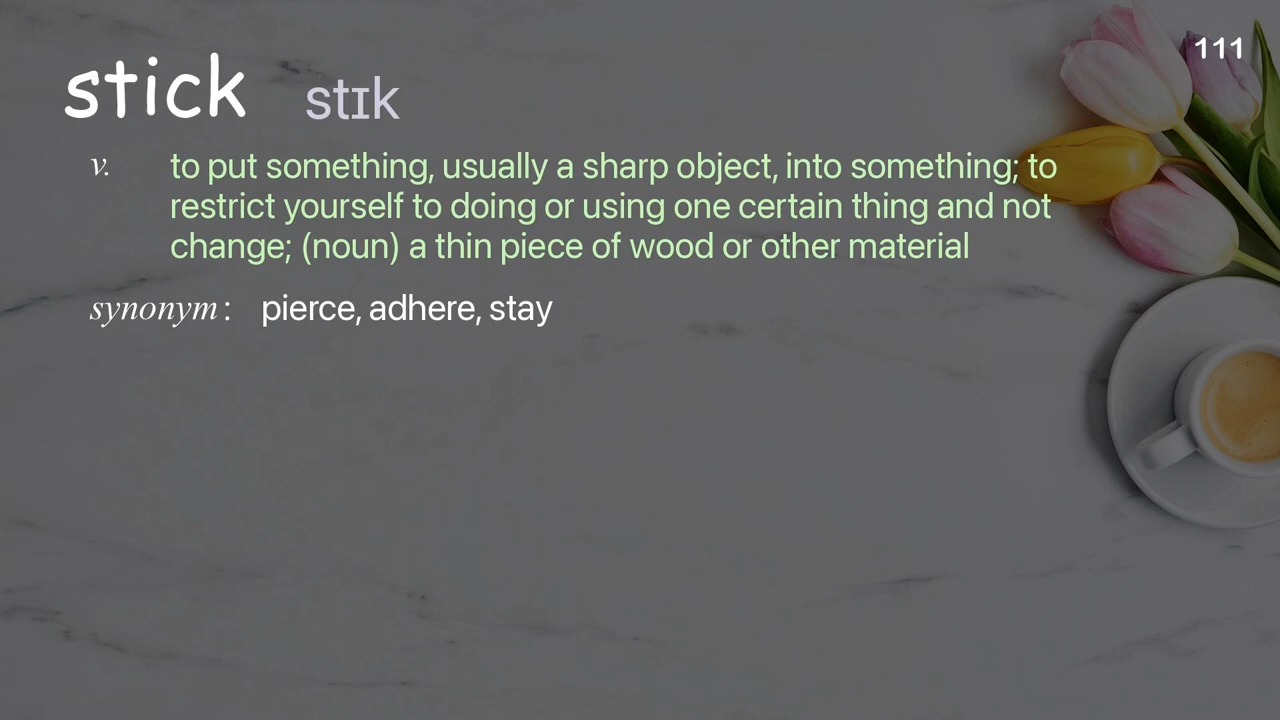 111
stick stɪk
v. to put something, usually a sharp object, into something; to
restrict yourself to doing or using one certain thing and not
change; (noun) a thin piece of wood or other material
synonym : pierce, adhere, stay